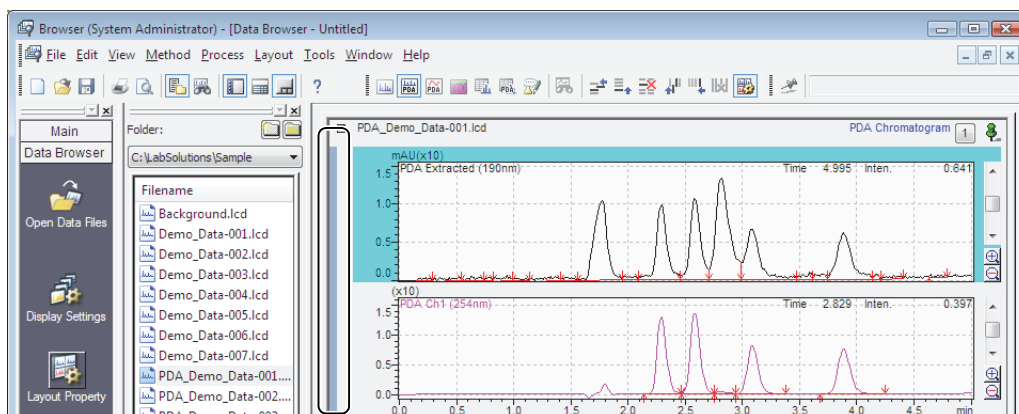 Browser (System Administrator) - [Data Browser - Untitled]
File Edit View Method Process Layout Tools Window Help
PDA PDA PDA ?
Main
Data Browser
Open Data Files
Display Settings
Layout Property
Folder:
C:\LabSolutions\Sample
Filename
Background.lcd
Demo_Data-001.lcd
Demo_Data-002.lcd
Demo_Data-003.lcd
Demo_Data-004.lcd
Demo_Data-005.lcd
Demo_Data-006.lcd
Demo_Data-007.lcd
PDA_Demo_Data-001....
PDA_Demo_Data-002....
PDA_Demo_Data-003....
PDA_Demo_Data-001.lcd PDA Chromatogram 1
mAU(x10)
PDA Extracted (190nm) Time 4.995 Inten. 0.641
1.5
1.0
0.5
0.0
(x10)
PDA Ch1 (254nm) Time 2.829 Inten. 0.397
1.5
1.0
0.5
0.0
0.0 0.5 1.0 1.5 2.0 2.5 3.0 3.5 4.0 4.5 min